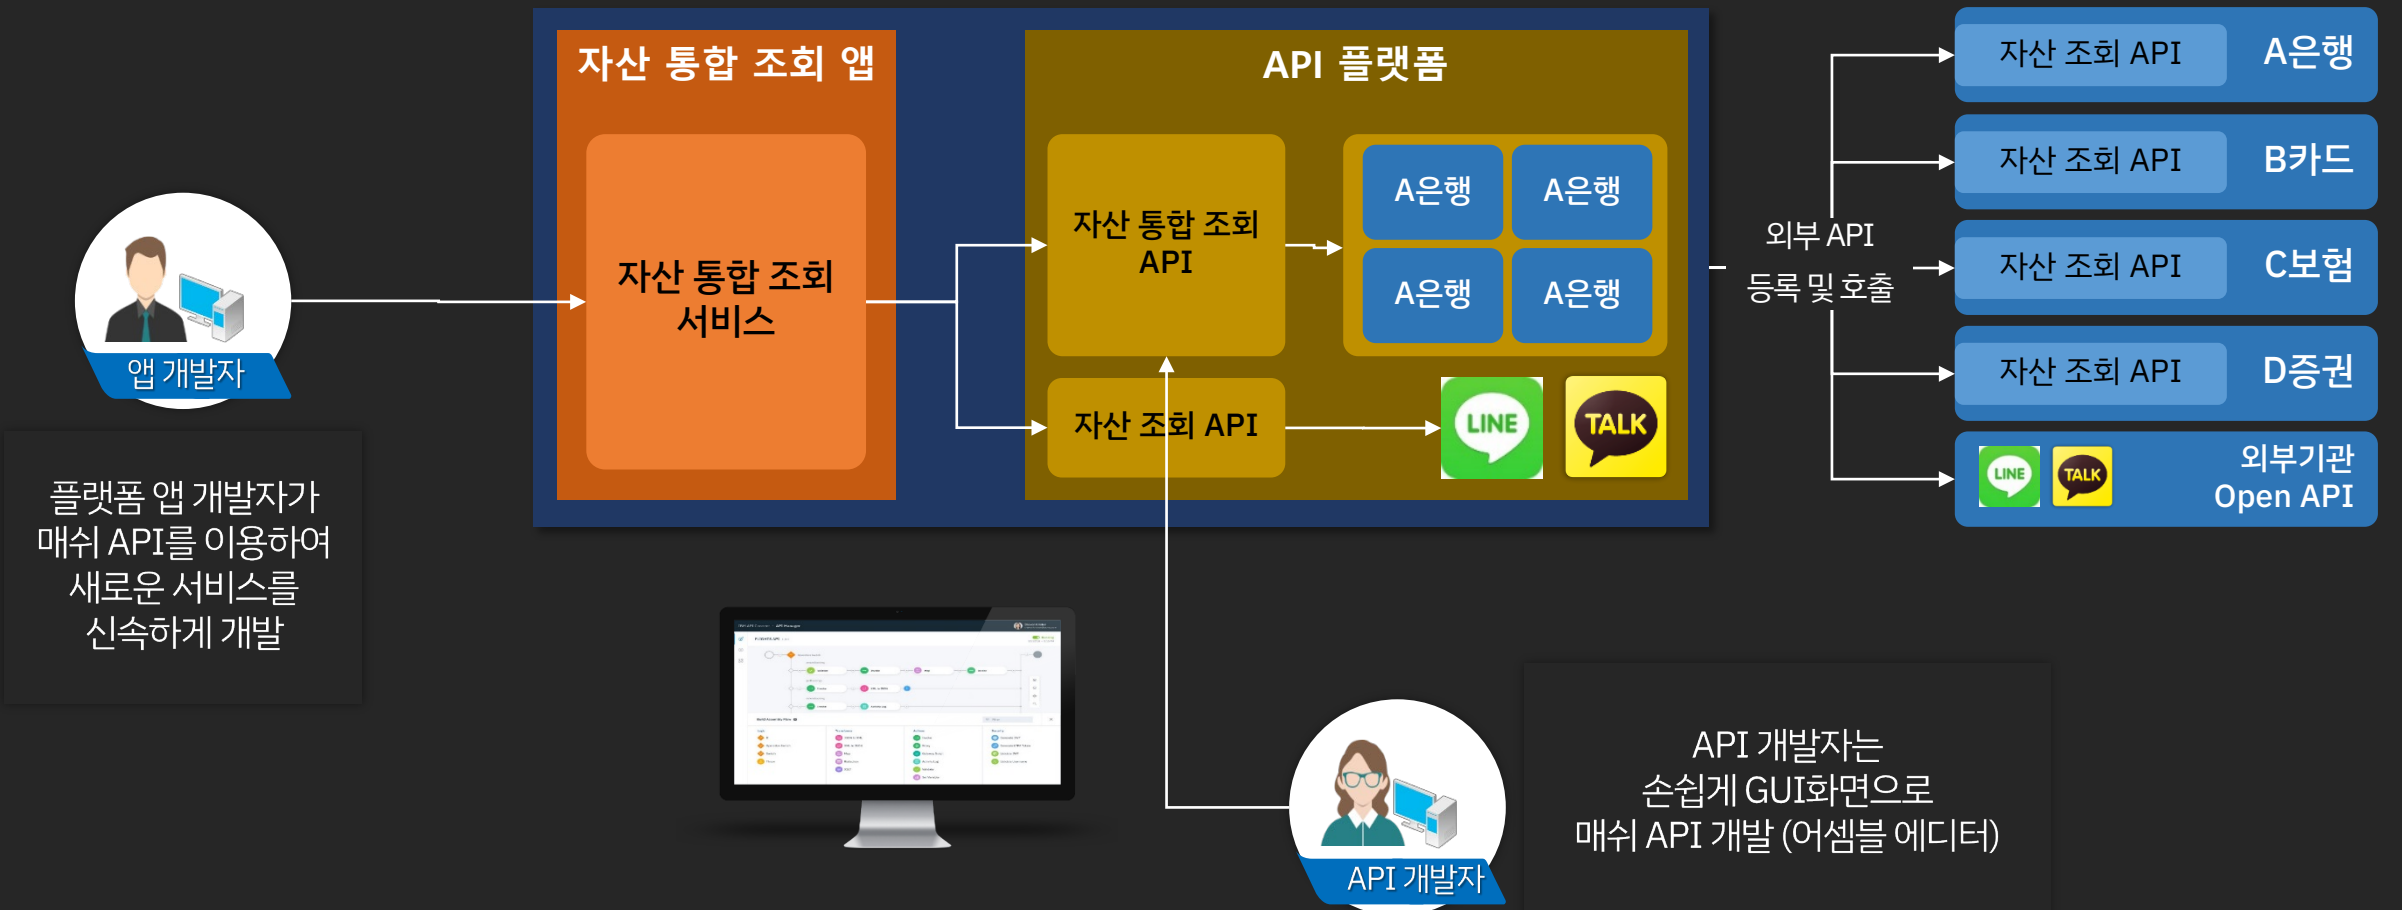 자산 통합 조회 앱
API 플랫폼
자산 통합 조회
서비스
자산 통합 조회
API
A은행
A은행
A은행
A은행
자산 조회 API
LINE
TALK
외부 API
등록 및 호출
자산 조회 API
A은행
자산 조회 API
B카드
자산 조회 API
C보험
자산 조회 API
D증권
LINE
TALK
외부기관
Open API
앱 개발자
플랫폼 앱 개발자가
매쉬 API를 이용하여
새로운 서비스를
신속하게 개발
API 개발자
API 개발자는
손쉽게 GUI화면으로
매쉬 API 개발 (어셈블 에디터)